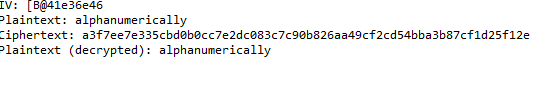 IV: [B@41e36e46
Plaintext: alphanumerically
Ciphertext: a3f7ee7e335cbd0b0cc7e2dc083c7c90b826aa49cf2cd54bba3b87cf1d25f12e
Plaintext (decrypted): alphanumerically